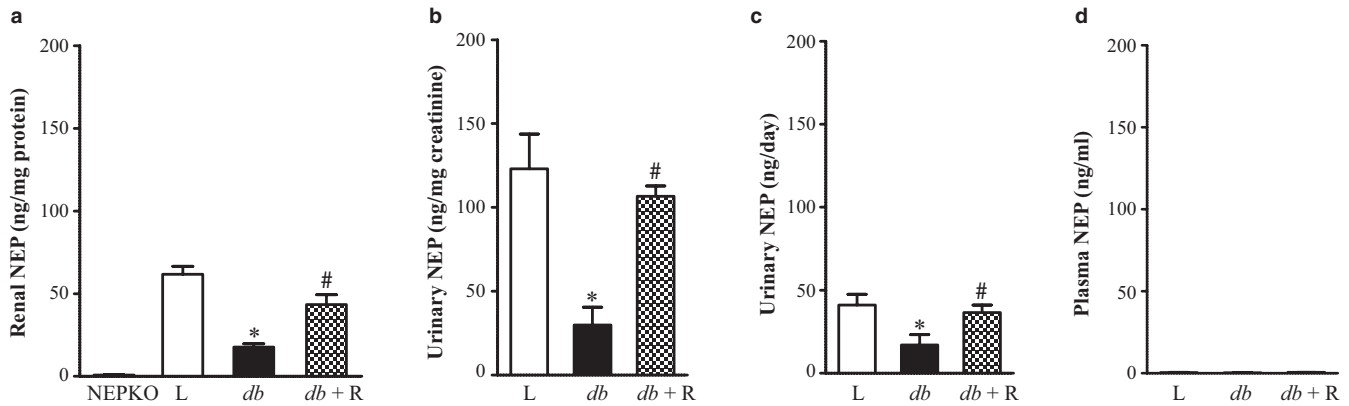 a
Renal NEP (ng/mg protein)
200
150
100
50
0
*
#
NEPKO L db db + R
b
Urinary NEP (ng/mg creatinine)
200
150
100
50
0
*
#
L db db + R
c
Urinary NEP (ng/day)
200
150
100
50
0
*
#
L db db + R
d
Plasma NEP (ng/ml)
200
150
100
50
0
L db db + R